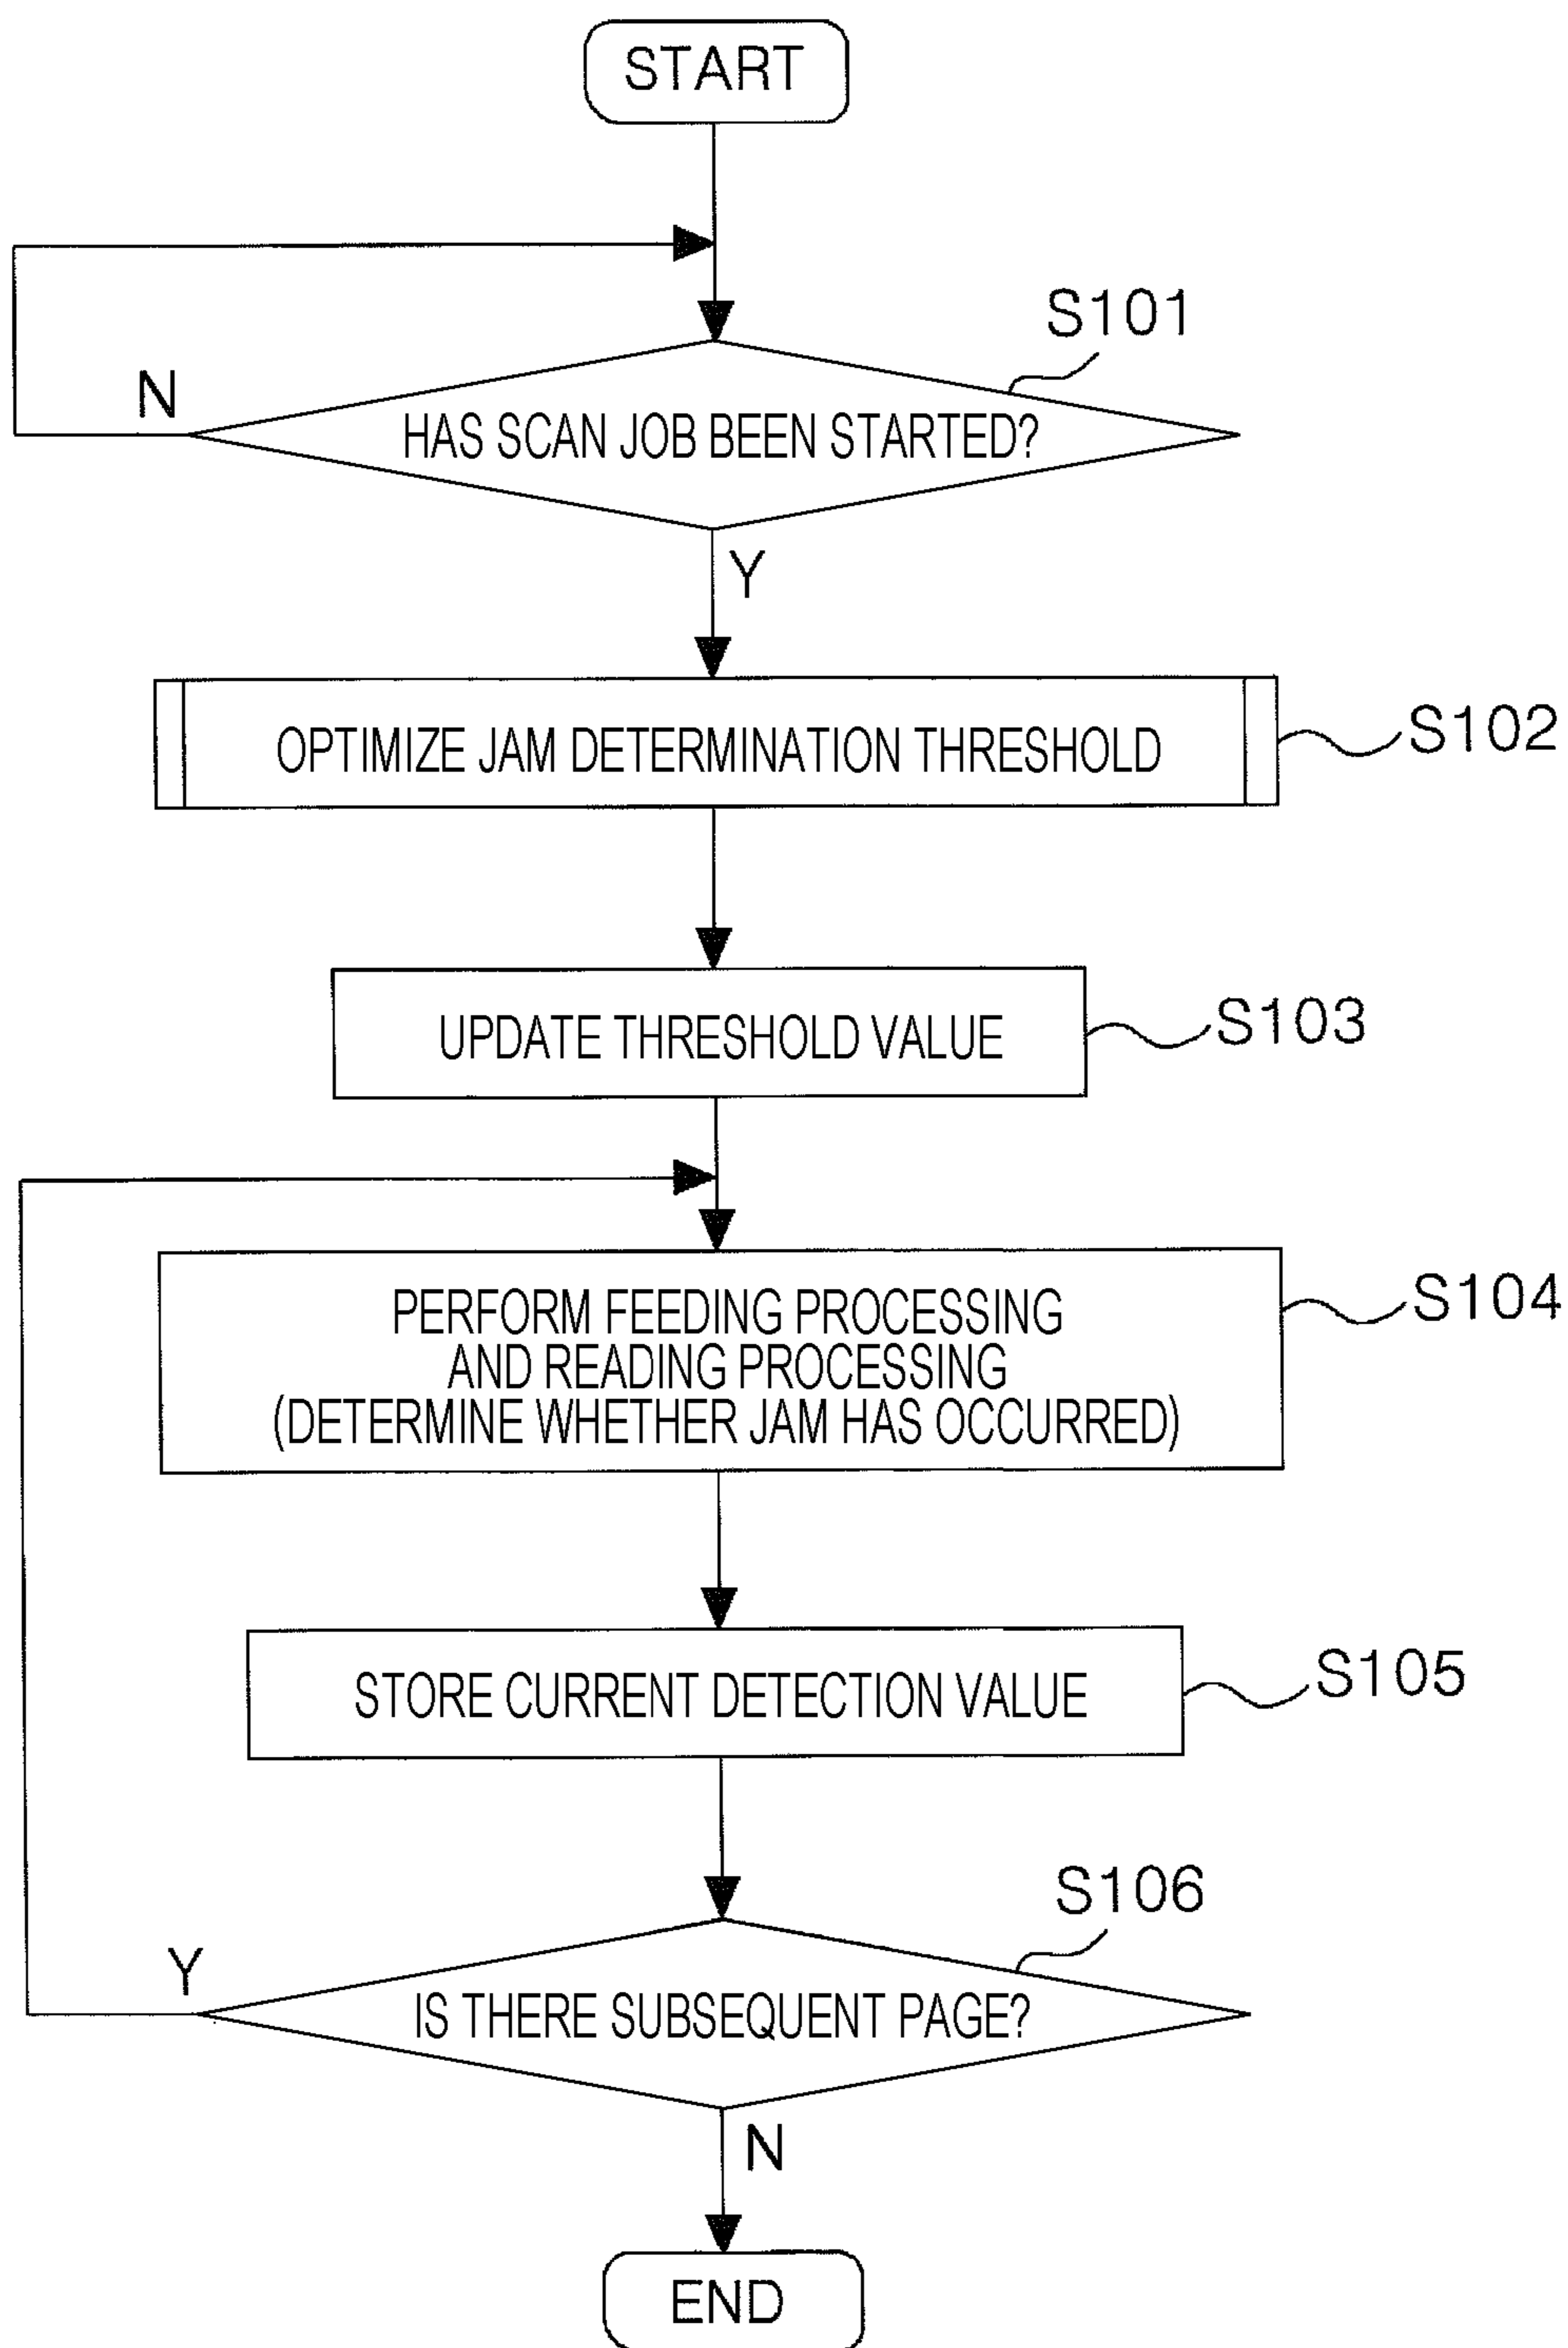 START
S101
N
HAS SCAN JOB BEEN STARTED?
Y
OPTIMIZE JAM DETERMINATION THRESHOLD
S102
UPDATE THRESHOLD VALUE
S103
PERFORM FEEDING PROCESSING
AND READING PROCESSING
(DETERMINE WHETHER JAM HAS OCCURRED)
S104
STORE CURRENT DETECTION VALUE
S105
S106
Y
IS THERE SUBSEQUENT PAGE?
N
END